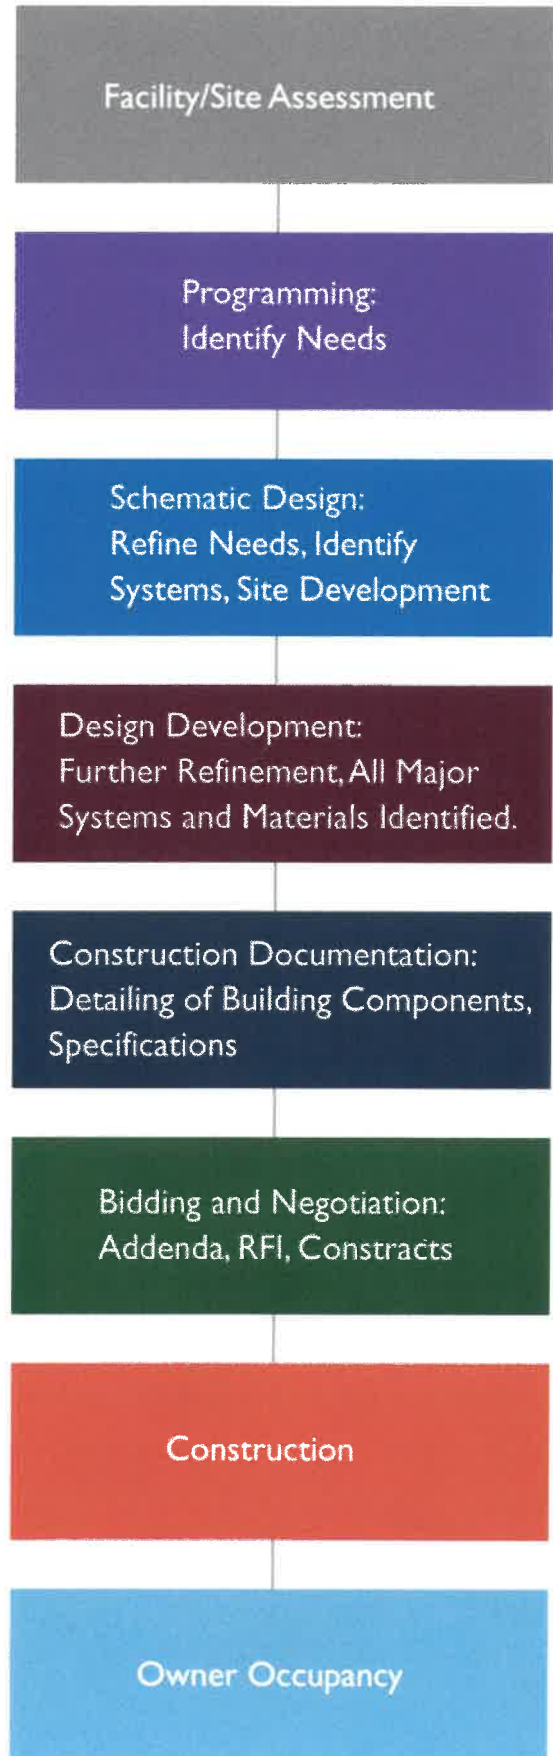 Facility/Site Assessment
Programming:
Identify Needs
Schematic Design:
Refine Needs, Identify
Systems, Site Development
Design Development:
Further Refinement, All Major
Systems and Materials Identified.
Construction Documentation:
Detailing of Building Components,
Specifications
Bidding and Negotiation:
Addenda, RFI, Constracts
Construction
Owner Occupancy